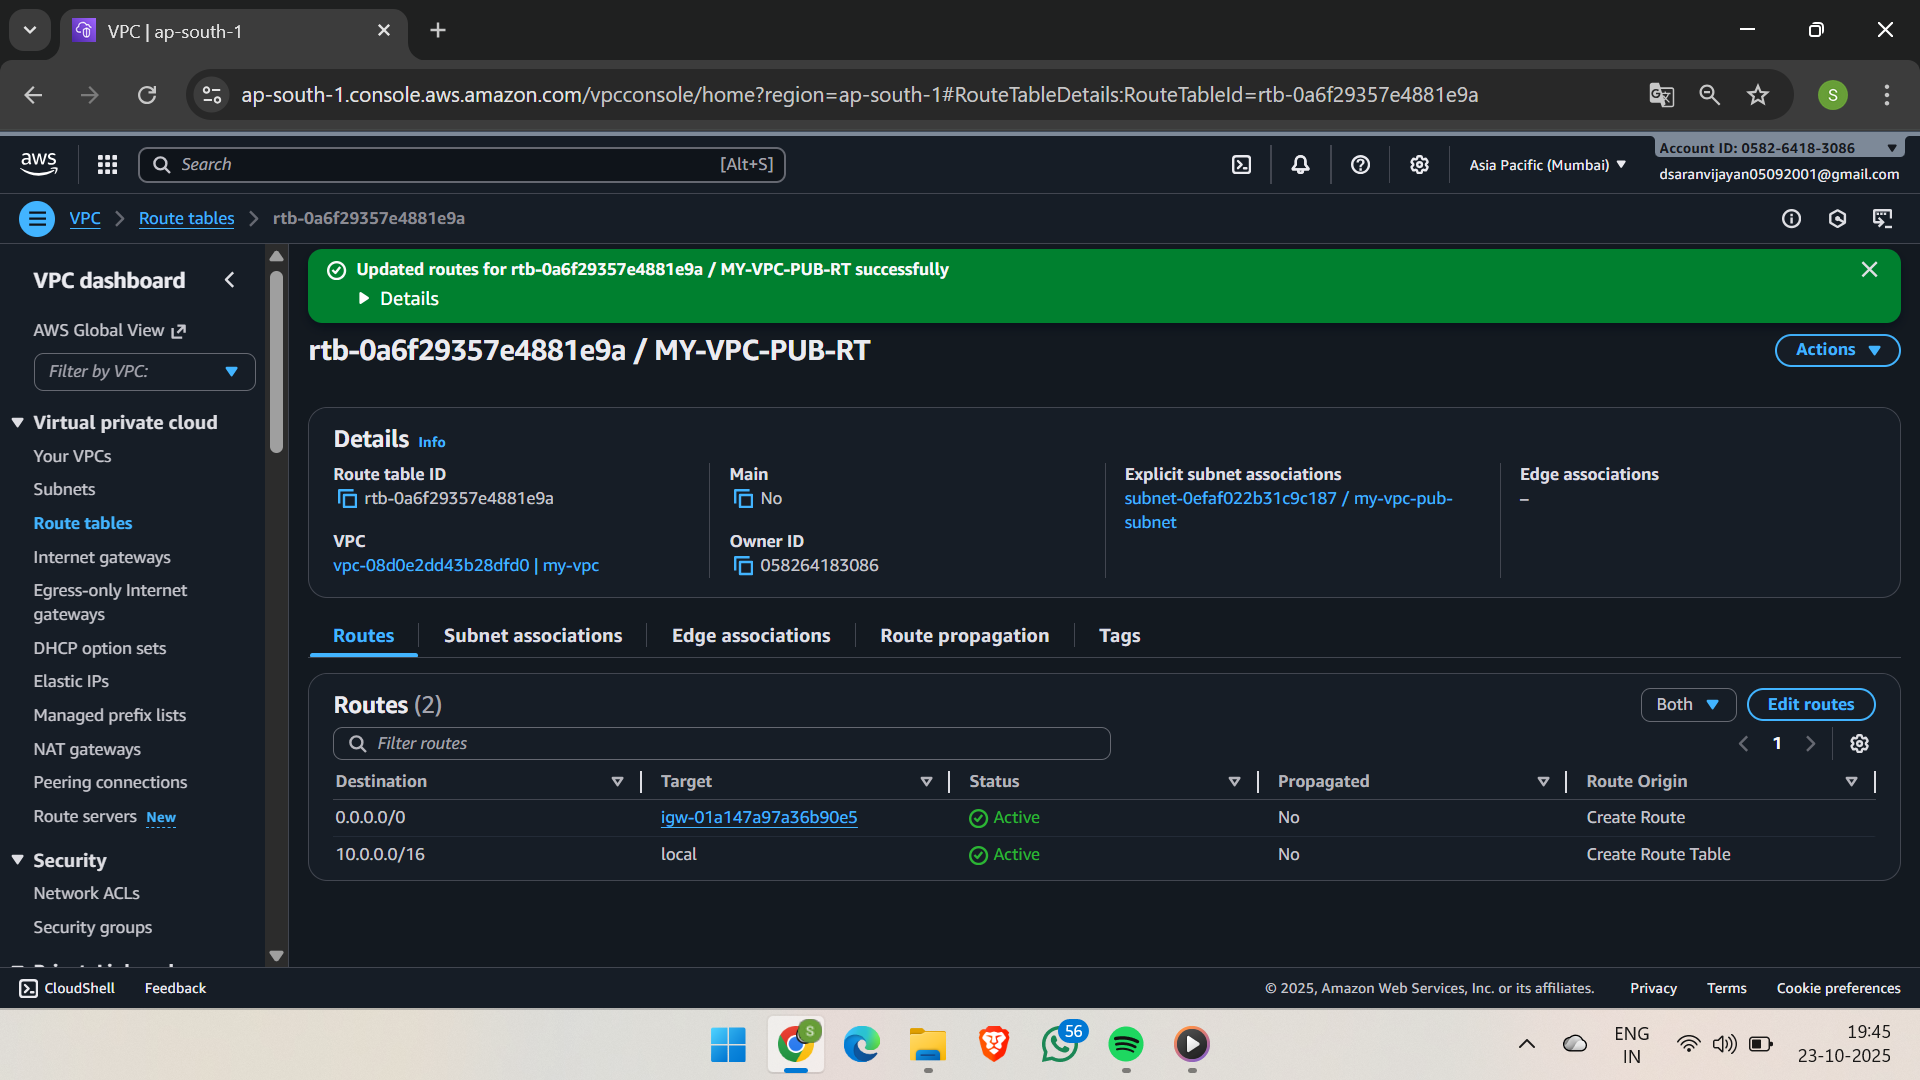 VPC | ap-south-1
ap-south-1.console.aws.amazon.com/vpcconsole/home?region=ap-south-1#RouteTableDetails:RouteTableId=rtb-0a6f29357e4881e9a
S
aws
Search
[Alt+S]
Asia Pacific (Mumbai)
Account ID: 0582-6418-3086
dsaranvijayan05092001@gmail.com
VPC
Route tables
rtb-0a6f29357e4881e9a
VPC dashboard
AWS Global View
Filter by VPC:
Virtual private cloud
Your VPCs
Subnets
Route tables
Internet gateways
Egress-only Internet
gateways
DHCP option sets
Elastic IPs
Managed prefix lists
NAT gateways
Peering connections
Route servers New
Security
Network ACLs
Security groups
Updated routes for rtb-0a6f29357e4881e9a / MY-VPC-PUB-RT successfully
Details
rtb-0a6f29357e4881e9a / MY-VPC-PUB-RT
Actions
Details Info
Route table ID
rtb-0a6f29357e4881e9a
VPC
vpc-08d0e2dd43b28dfd0 | my-vpc
Main
No
Owner ID
058264183086
Explicit subnet associations
subnet-0efaf022b31c9c187 / my-vpc-pub-
subnet
Edge associations
–
Routes
Subnet associations
Edge associations
Route propagation
Tags
Routes (2)
Both
Edit routes
Filter routes
1
Destination Target Status Propagated Route Origin
0.0.0.0/0 igw-01a147a97a36b90e5 Active No Create Route
10.0.0.0/16 local Active No Create Route Table
CloudShell
Feedback
© 2025, Amazon Web Services, Inc. or its affiliates.
Privacy
Terms
Cookie preferences
S
56
ENG
IN
19:45
23-10-2025